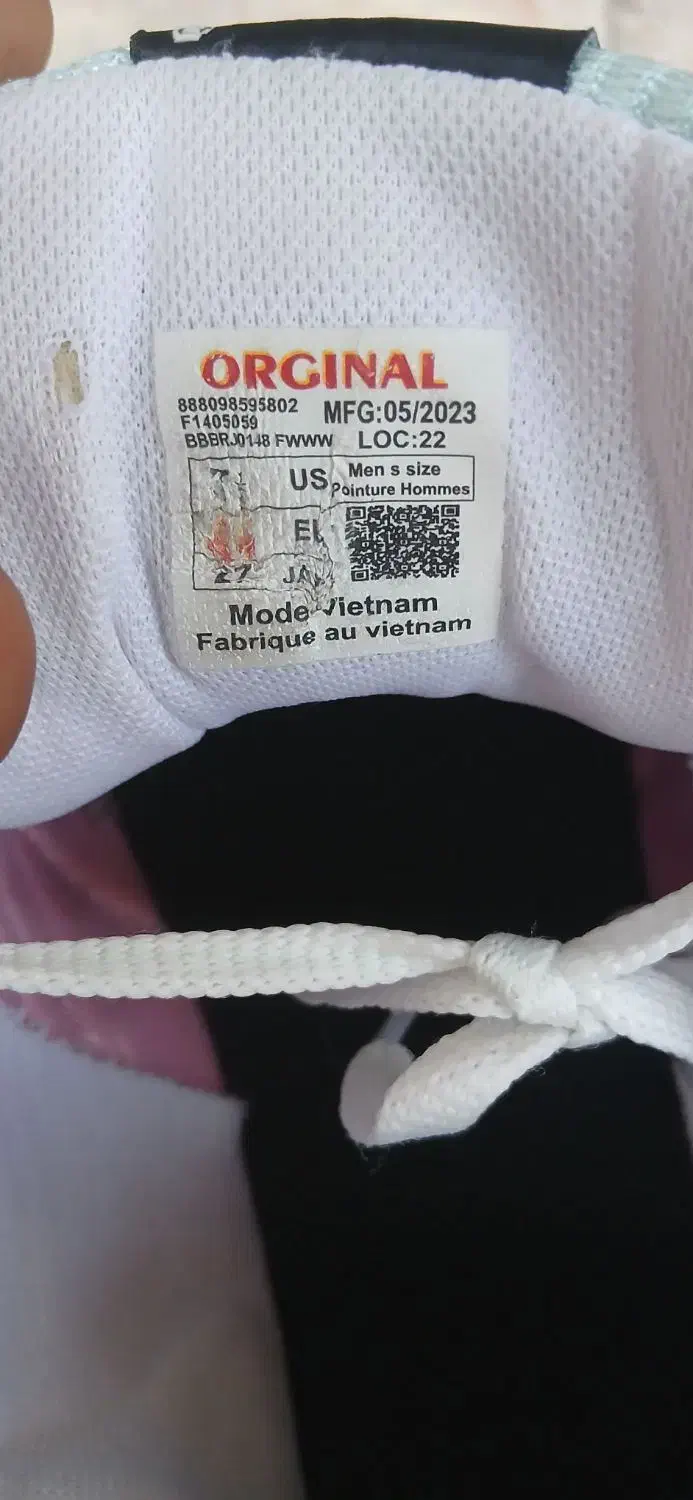 ORGINAL
888098595802 MFG:05/2023
F1405059
BBBRJ0148 FWWW LOC:22
US Men s size
Pointure Hommes
27
Mode Vietnam
Fabrique au vietnam